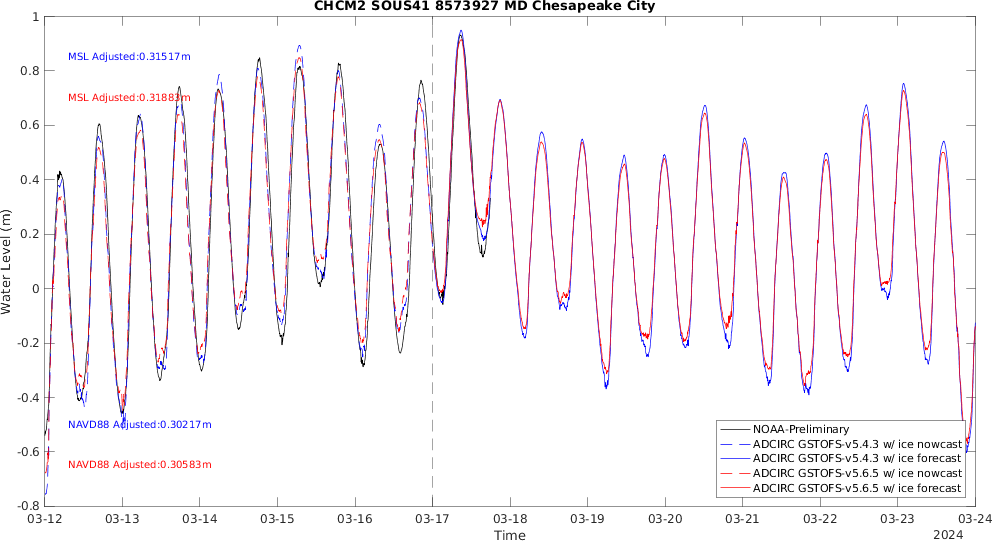 CHCM2 SOUS41 8573927 MD Chesapeake City
Water Level (m)
1
0.8
0.6
0.4
0.2
0
-0.2
-0.4
-0.6
-0.8
MSL Adjusted:0.31517m
MSL Adjusted:0.31883m
NAVD88 Adjusted:0.30217m
NAVD88 Adjusted:0.30583m
NOAA-Preliminary
ADCIRC GSTOFS-v5.4.3 w/ ice nowcast
ADCIRC GSTOFS-v5.4.3 w/ ice forecast
ADCIRC GSTOFS-v5.6.5 w/ ice nowcast
ADCIRC GSTOFS-v5.6.5 w/ ice forecast
03-12 03-13 03-14 03-15 03-16 03-17 03-18 03-19 03-20 03-21 03-22 03-23 03-24
Time
2024